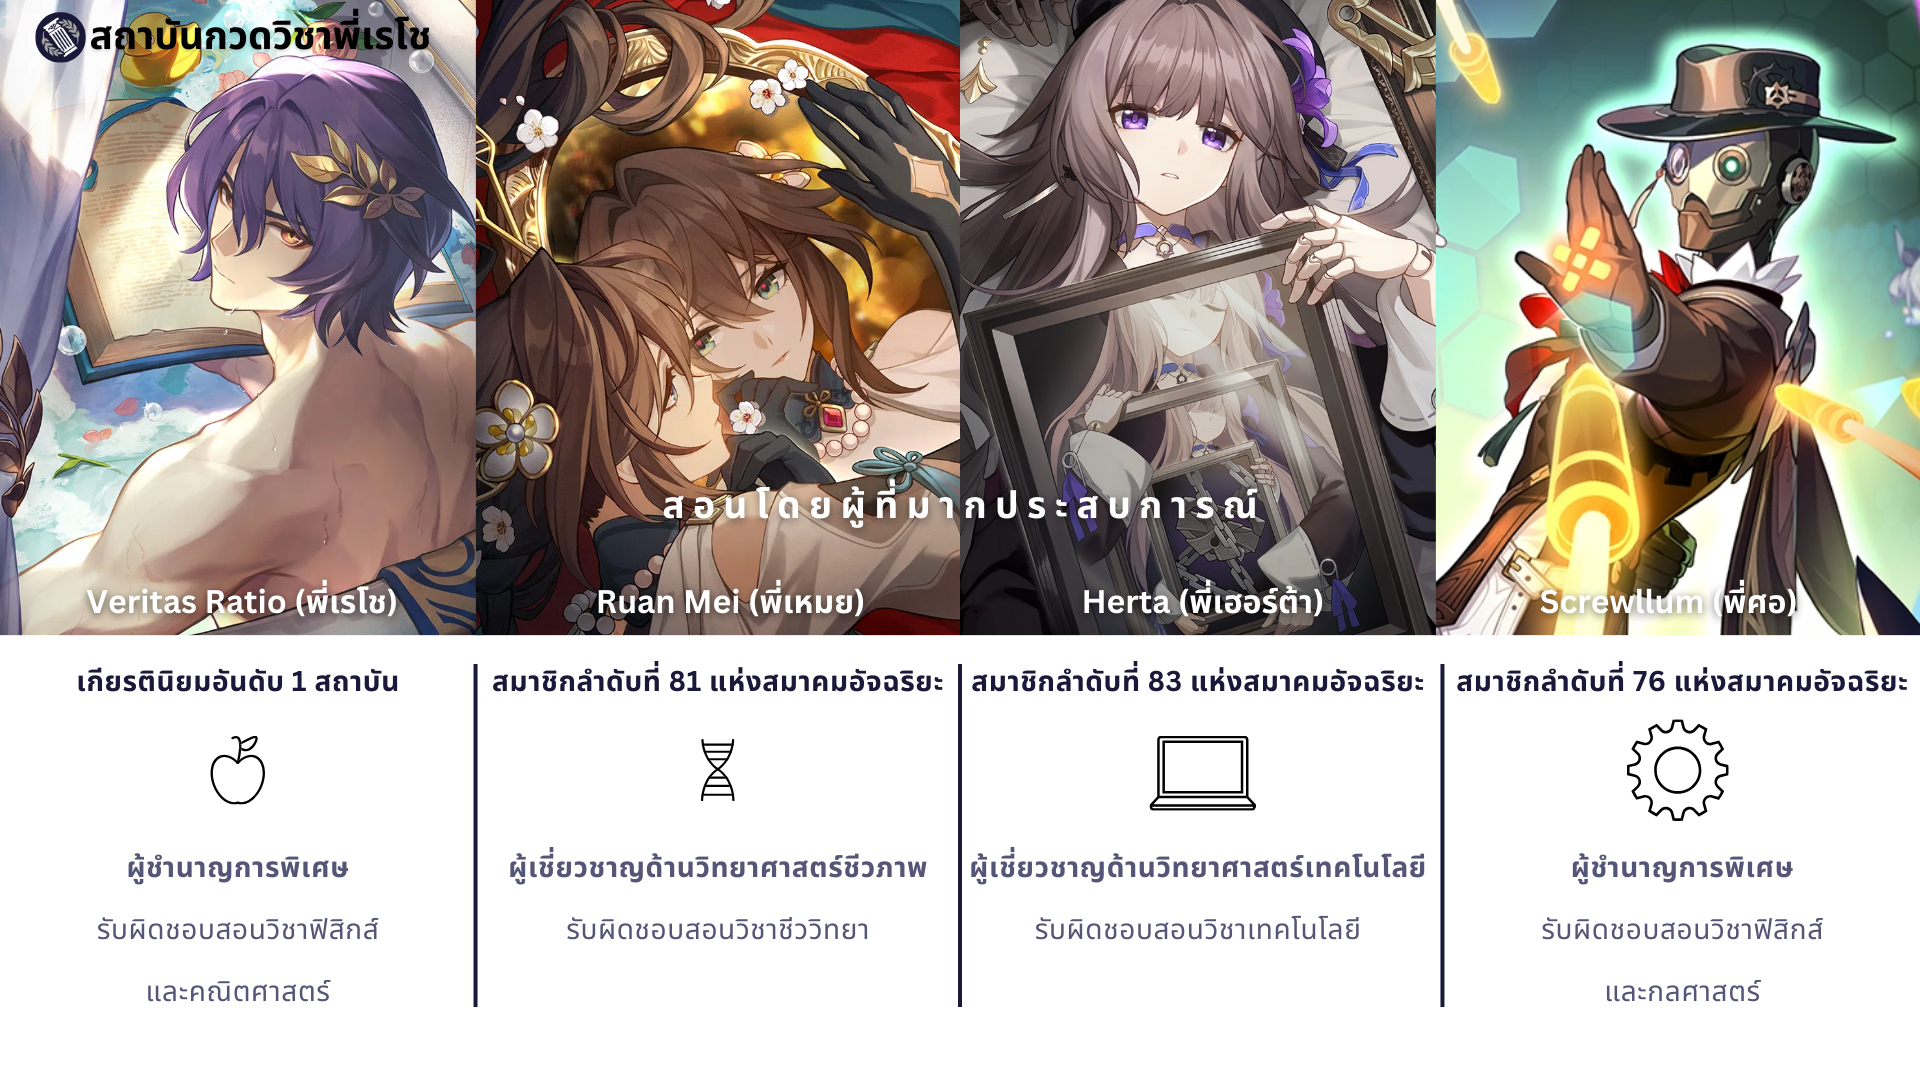 สถาบันกวดวิชาพี่เรโช
สอนโดยผู้ที่มากประสบการณ์
Veritas Ratio (พี่เรโช)
Ruan Mei (พี่เหมย)
Herta (พี่เฮอร์ต้า)
Screwllum (พี่ศอ)
เกียรตินิยมอันดับ 1 สถาบัน
ผู้ชำนาญการพิเศษ
รับผิดชอบสอนวิชาฟิสิกส์
และคณิตศาสตร์
สมาชิกลำดับที่ 81 แห่งสมาคมอัจฉริยะ
ผู้เชี่ยวชาญด้านวิทยาศาสตร์ชีวภาพ
รับผิดชอบสอนวิชาชีววิทยา
สมาชิกลำดับที่ 83 แห่งสมาคมอัจฉริยะ
ผู้เชี่ยวชาญด้านวิทยาศาสตร์เทคโนโลยี
รับผิดชอบสอนวิชาเทคโนโลยี
สมาชิกลำดับที่ 76 แห่งสมาคมอัจฉริยะ
ผู้ชำนาญการพิเศษ
รับผิดชอบสอนวิชาฟิสิกส์
และกลศาสตร์